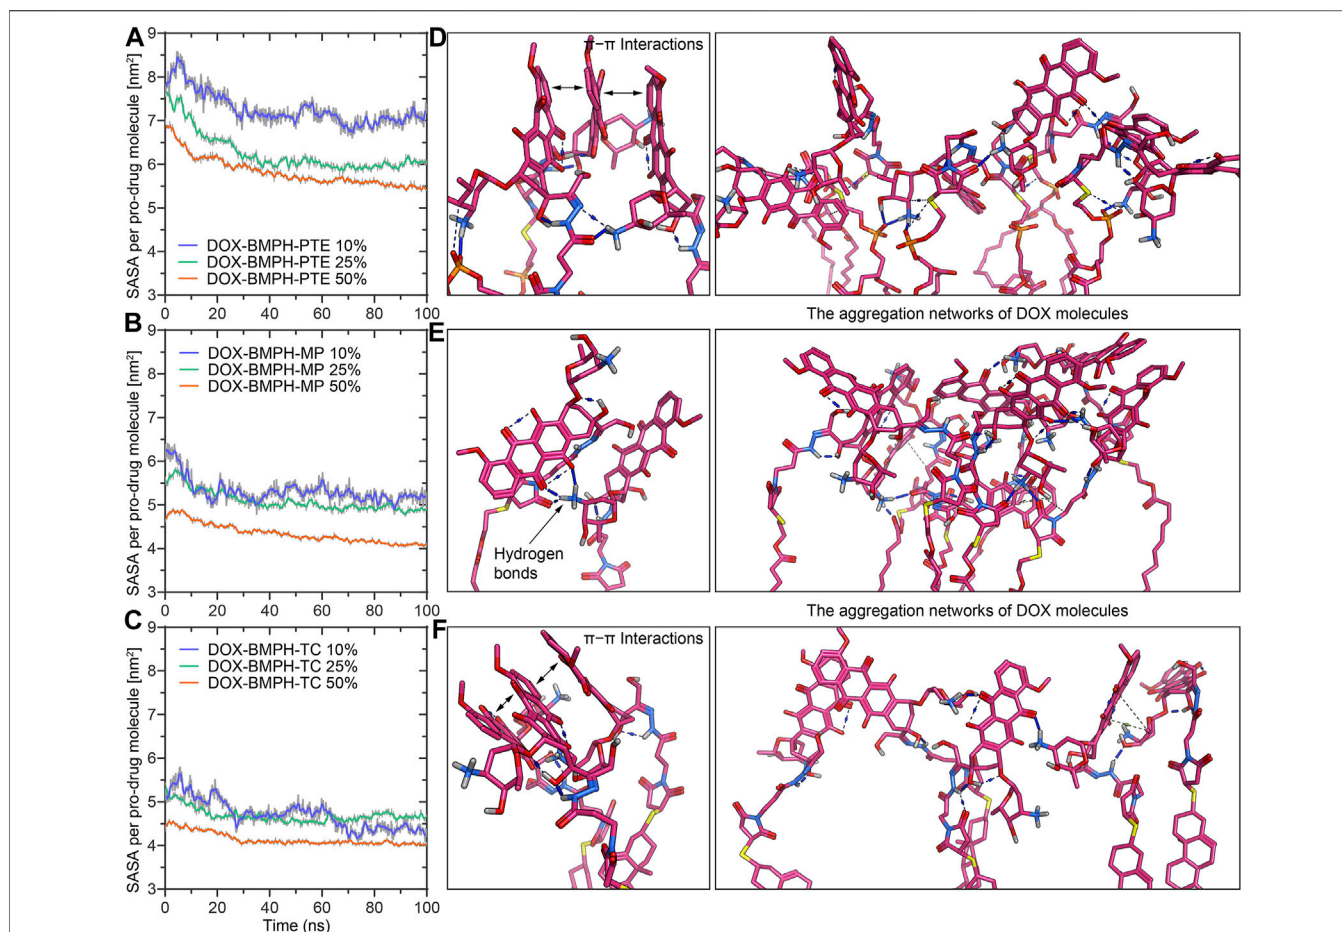 A
SASA per pro-drug molecule [nm²]
9
8
7
6
5
4
3
DOX-BMPH-PTE 10%
DOX-BMPH-PTE 25%
DOX-BMPH-PTE 50%
0 20 40 60 80 100
B
SASA per pro-drug molecule [nm²]
9
8
7
6
5
4
3
DOX-BMPH-MP 10%
DOX-BMPH-MP 25%
DOX-BMPH-MP 50%
0 20 40 60 80 100
C
SASA per pro-drug molecule [nm²]
9
8
7
6
5
4
3
DOX-BMPH-TC 10%
DOX-BMPH-TC 25%
DOX-BMPH-TC 50%
0 20 40 60 80 100
Time (ns)
D
π−π Interactions
The aggregation networks of DOX molecules
E
Hydrogen
bonds
The aggregation networks of DOX molecules
F
π−π Interactions